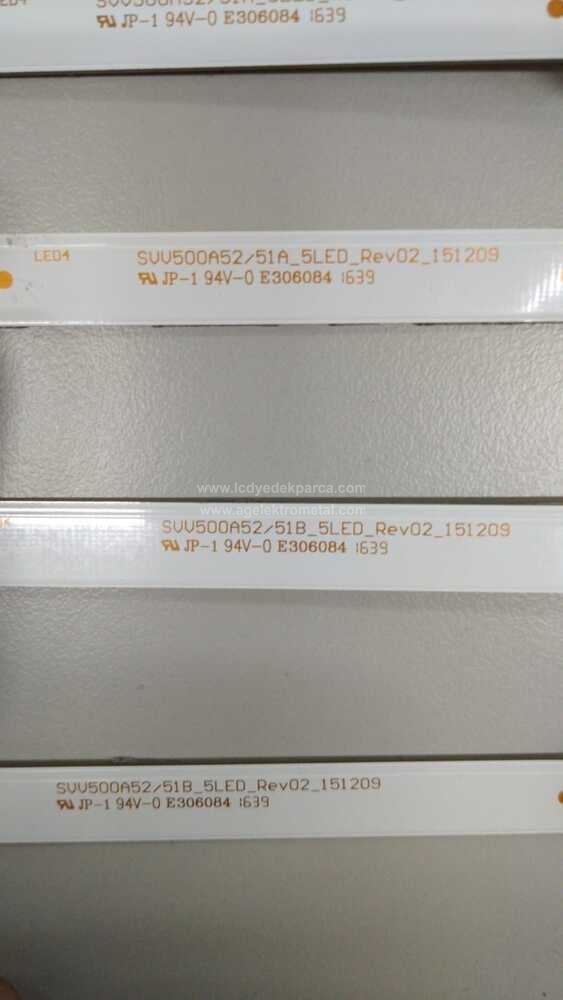 LED4
JP-1 94V-0 E306084 1639
LED4
SVV500A52/51A_5LED_Rev02_151209
JP-1 94V-0 E306084 1639
www.lcdyedekparca.com
www.agelektrometal.com
SVV500A52/51B_5LED_Rev02_151209
JP-1 94V-0 E306084 1639
SVV500A52/51B_5LED_Rev02_151209
JP-1 94V-0 E306084 1639